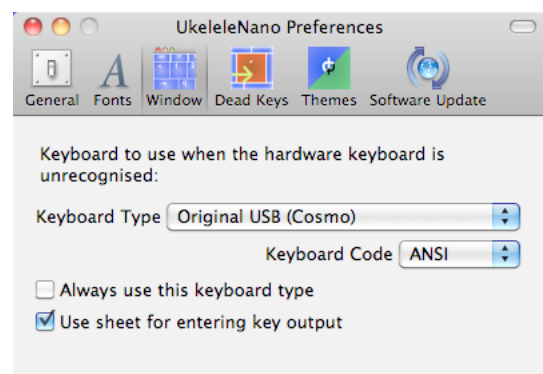 UkeleleNano Preferences
General Fonts Window Dead Keys Themes Software Update
Keyboard to use when the hardware keyboard is
unrecognised:
Keyboard Type Original USB (Cosmo)
Keyboard Code ANSI
Always use this keyboard type
Use sheet for entering key output